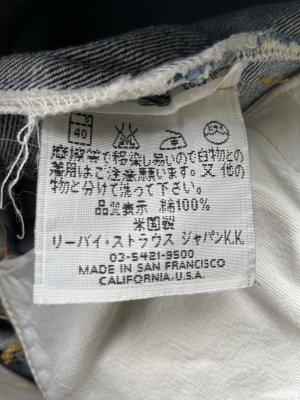 40
摩擦等で移染し易いので白物との
着用はご注意願います。又、他の
物と分けて洗って下さい。
品質表示 綿100%
米国製
リーバイ・ストラウス ジャパンK.K.
03-5421-9500
MADE IN SAN FRANCISCO
CALIFORNIA, U.S.A.